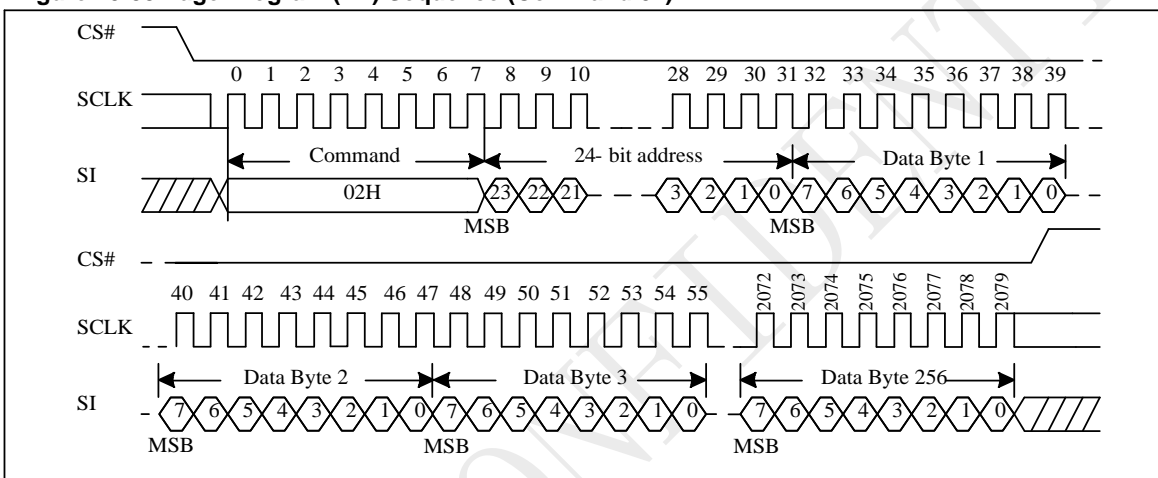 CS#
0 1 2 3 4 5 6 7 8 9 10 28 29 30 31 32 33 34 35 36 37 38 39
SCLK
Command 24- bit address Data Byte 1
SI
02H 23 22 21 3 2 1 0 7 6 5 4 3 2 1 0
MSB MSB
CS#
40 41 42 43 44 45 46 47 48 49 50 51 52 53 54 55 2072 2073 2074 2075 2076 2077 2078 2079
SCLK
Data Byte 2 Data Byte 3 Data Byte 256
SI
7 6 5 4 3 2 1 0 7 6 5 4 3 2 1 0 7 6 5 4 3 2 1 0
MSB MSB MSB